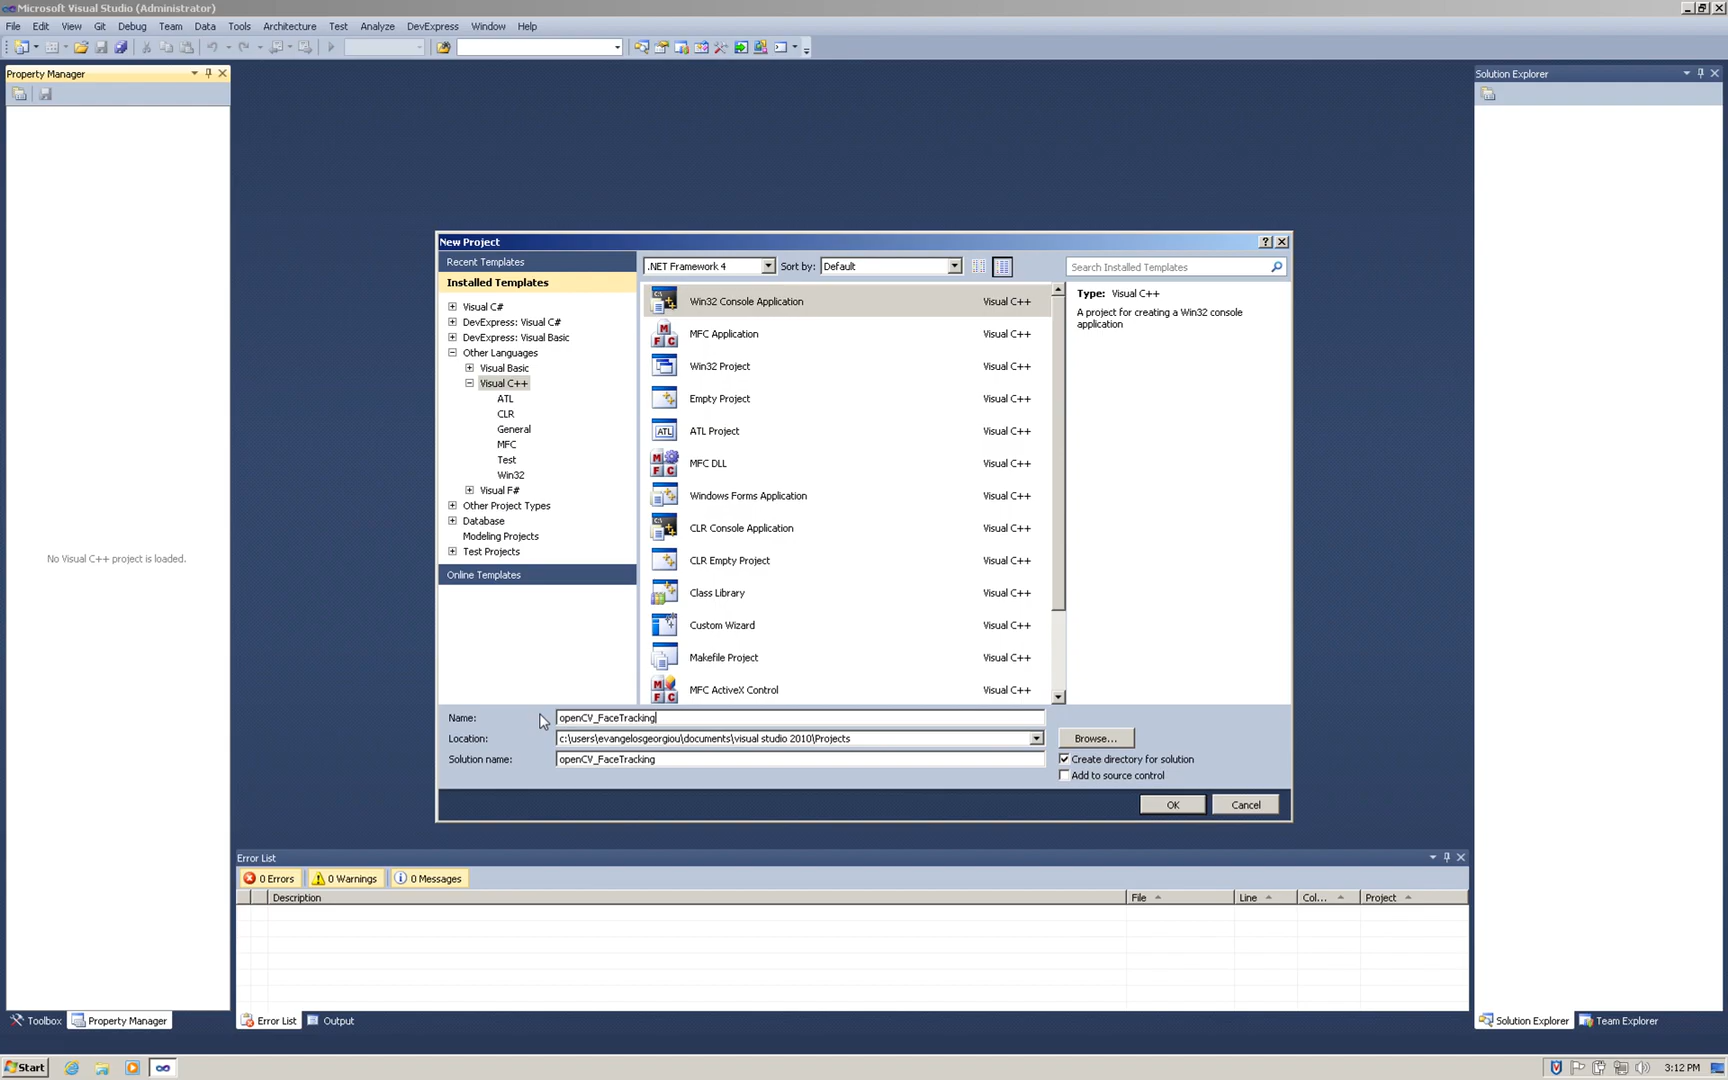 Microsoft Visual Studio (Administrator)
File Edit View Git Debug Team Data Tools Architecture Test Analyze DevExpress Window Help
Property Manager
No Visual C++ project is loaded.
Toolbox Property Manager
New Project
Recent Templates
Installed Templates
Visual C#
DevExpress: Visual C#
DevExpress: Visual Basic
Other Languages
Visual Basic
Visual C++
ATL
CLR
General
MFC
Test
Win32
Visual F#
Other Project Types
Database
Modeling Projects
Test Projects
Online Templates
.NET Framework 4 Sort by: Default
Search Installed Templates
Win32 Console Application Visual C++
MFC Application Visual C++
Win32 Project Visual C++
Empty Project Visual C++
ATL Project Visual C++
MFC DLL Visual C++
Windows Forms Application Visual C++
CLR Console Application Visual C++
CLR Empty Project Visual C++
Class Library Visual C++
Custom Wizard Visual C++
Makefile Project Visual C++
MFC ActiveX Control Visual C++
Type: Visual C++
A project for creating a Win32 console
application
Name: openCV_FaceTracking
Location: c:\users\evangelosgeorgiou\documents\visual studio 2010\Projects
Browse...
Solution name: openCV_FaceTracking
Create directory for solution
Add to source control
OK Cancel
Solution Explorer
Error List
0 Errors 0 Warnings 0 Messages
Description File Line Col... Project
Error List Output
Solution Explorer Team Explorer
Start
3:12 PM